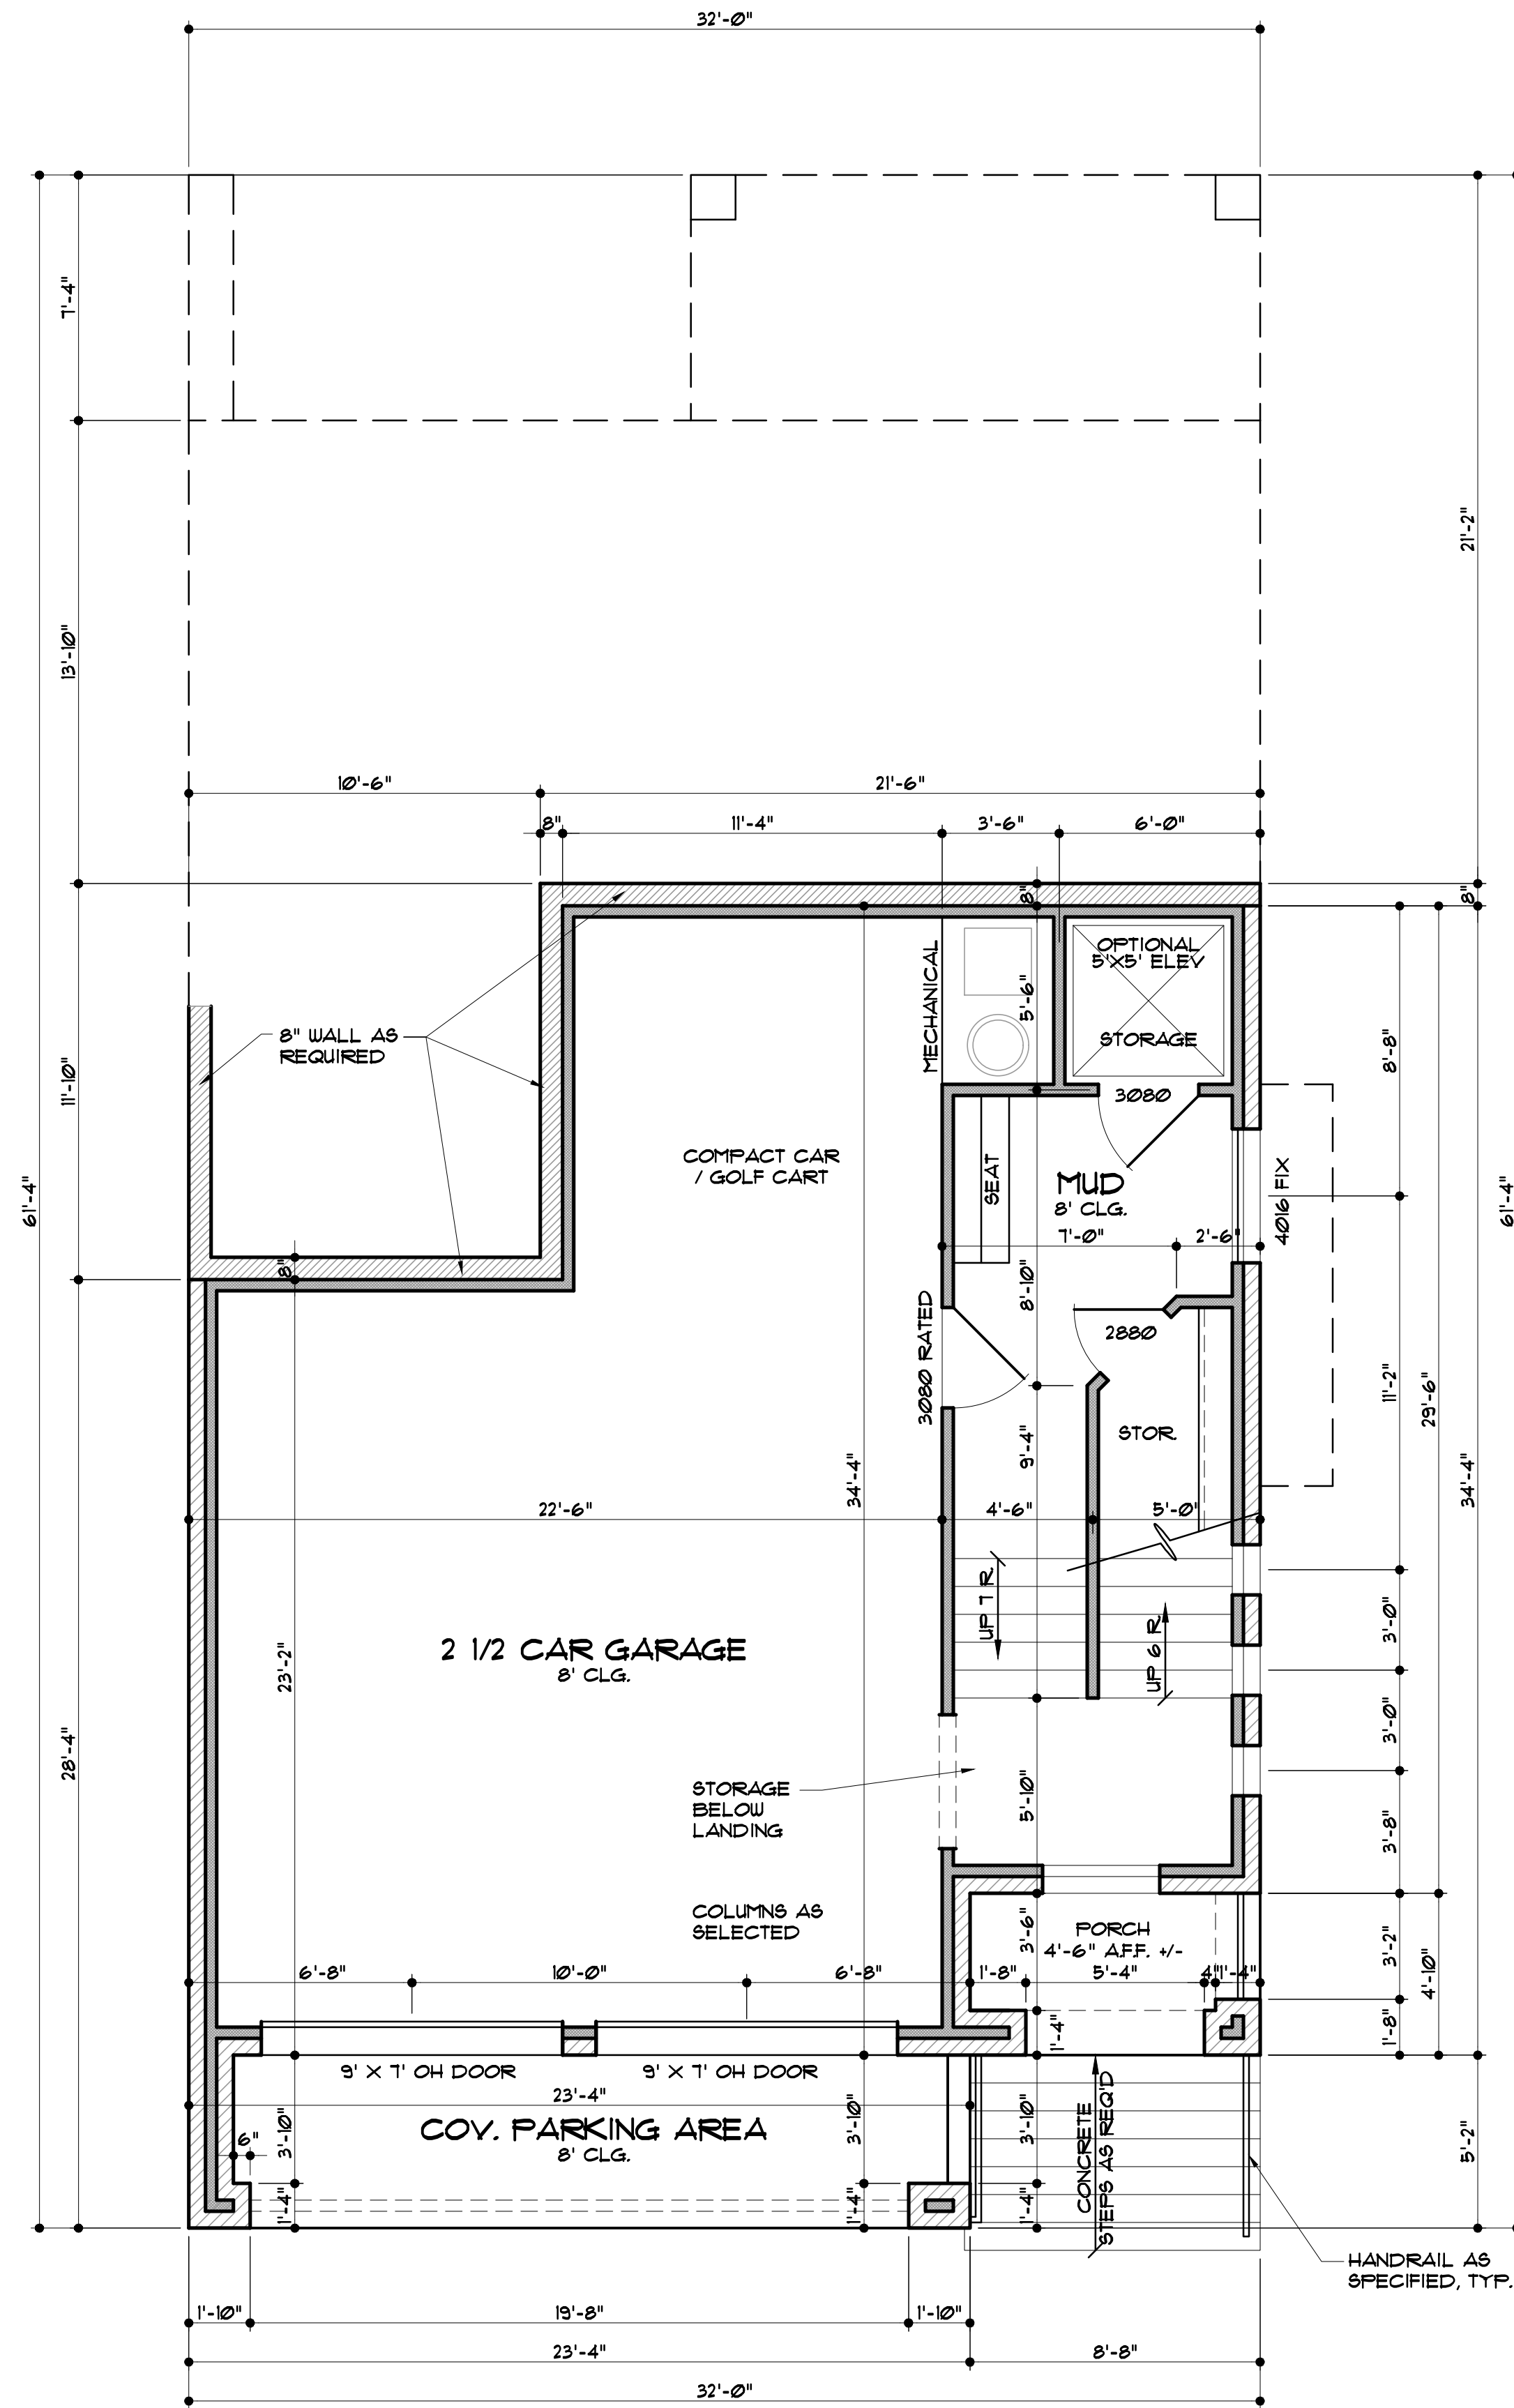 32'-0"
7'-4"
21'-2"
13'-10"
10'-6"
21'-6"
8"
11'-4"
3'-6"
6'-0"
8"
8"
MECHANICAL
OPTIONAL
5'X5' ELEV
5'-6"
STORAGE
8'-8"
8" WALL AS
REQUIRED
11'-10"
3080
COMPACT CAR
/ GOLF CART
SEAT
MUD
8' CLG.
4016 FIX
61'-4"
61'-4"
7'-0"
2'-6"
8"
8'-10"
3080 RATED
2880
11'-2"
29'-6"
STOR.
9'-4"
34'-4"
34'-4"
22'-6"
4'-6"
5'-0"
UP 7 R
UP 6 R
3'-0"
2 1/2 CAR GARAGE
8' CLG.
23'-2"
3'-0"
28'-4"
STORAGE
BELOW
LANDING
5'-10"
3'-8"
COLUMNS AS
SELECTED
3'-6"
PORCH
4'-6" A.F.F. +/-
3'-2"
4'-10"
6'-8"
10'-0"
6'-8"
1'-8"
5'-4"
4"
1'-4"
1'-4"
1'-8"
9' X 7' OH DOOR
9' X 7' OH DOOR
23'-4"
COV. PARKING AREA
8' CLG.
6"
3'-10"
3'-10"
3'-10"
CONCRETE
STEPS AS REQ'D
5'-2"
1'-4"
1'-4"
1'-4"
HANDRAIL AS
SPECIFIED, TYP.
1'-10"
19'-8"
1'-10"
23'-4"
8'-8"
32'-0"